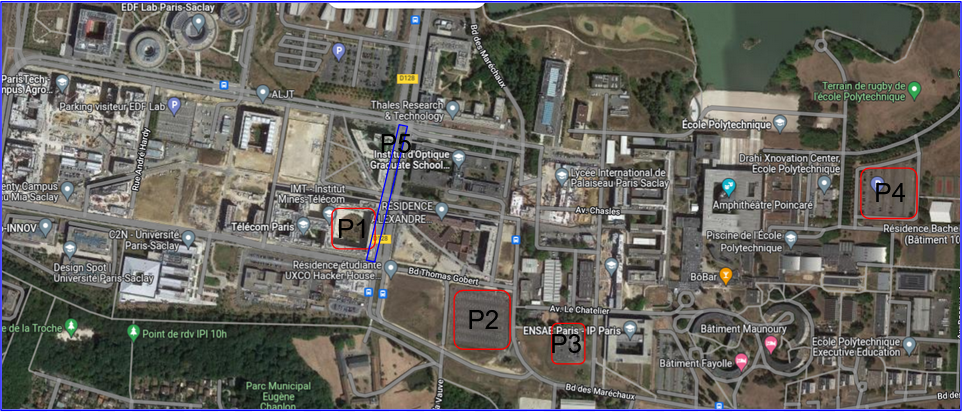 EDF Lab Paris-Saclay
ParisTech -
mpus Agro...
Parking visiteur EDF Lab
P
P
ALJT
D128
Bd des Maréchaux
Thales Research
& Technology
Rue André Hardy
P5
Institut d'Optique
Graduate School...
Lycée International de
Palaiseau Paris Saclay
École Polytechnique
Terrain de rugby de
l'école Polytechnique
Drahi Xnovation Center,
Ecole Polytechnique
Amphithéâtre Poincaré
P4
enty Campus
u Mia Saclay
IMT - Institut
Mines-Télécom
Télécom Paris
P1
RÉSIDENCE
LEXANDRE
Av. Chasles
-INNOV
C2N - Université
Paris-Saclay
Design Spot |
Université Paris-Saclay
Résidence étudiante
UXCO Hacker House
Bd Thomas Gobert
Piscine de l'École
Polytechnique
Résidence Bache
(Bâtiment 10
BôBar
P2
Av. Le Chatelier
ENSAE Paris IP Paris
P3
Bâtiment Maunoury
Bâtiment Fayolle
École Polytechnique
Executive Education
e de la Troche
Point de rdv IPI 10h
Parc Municipal
Eugène
Chanlon
la Vauve
Bd des Maréchaux